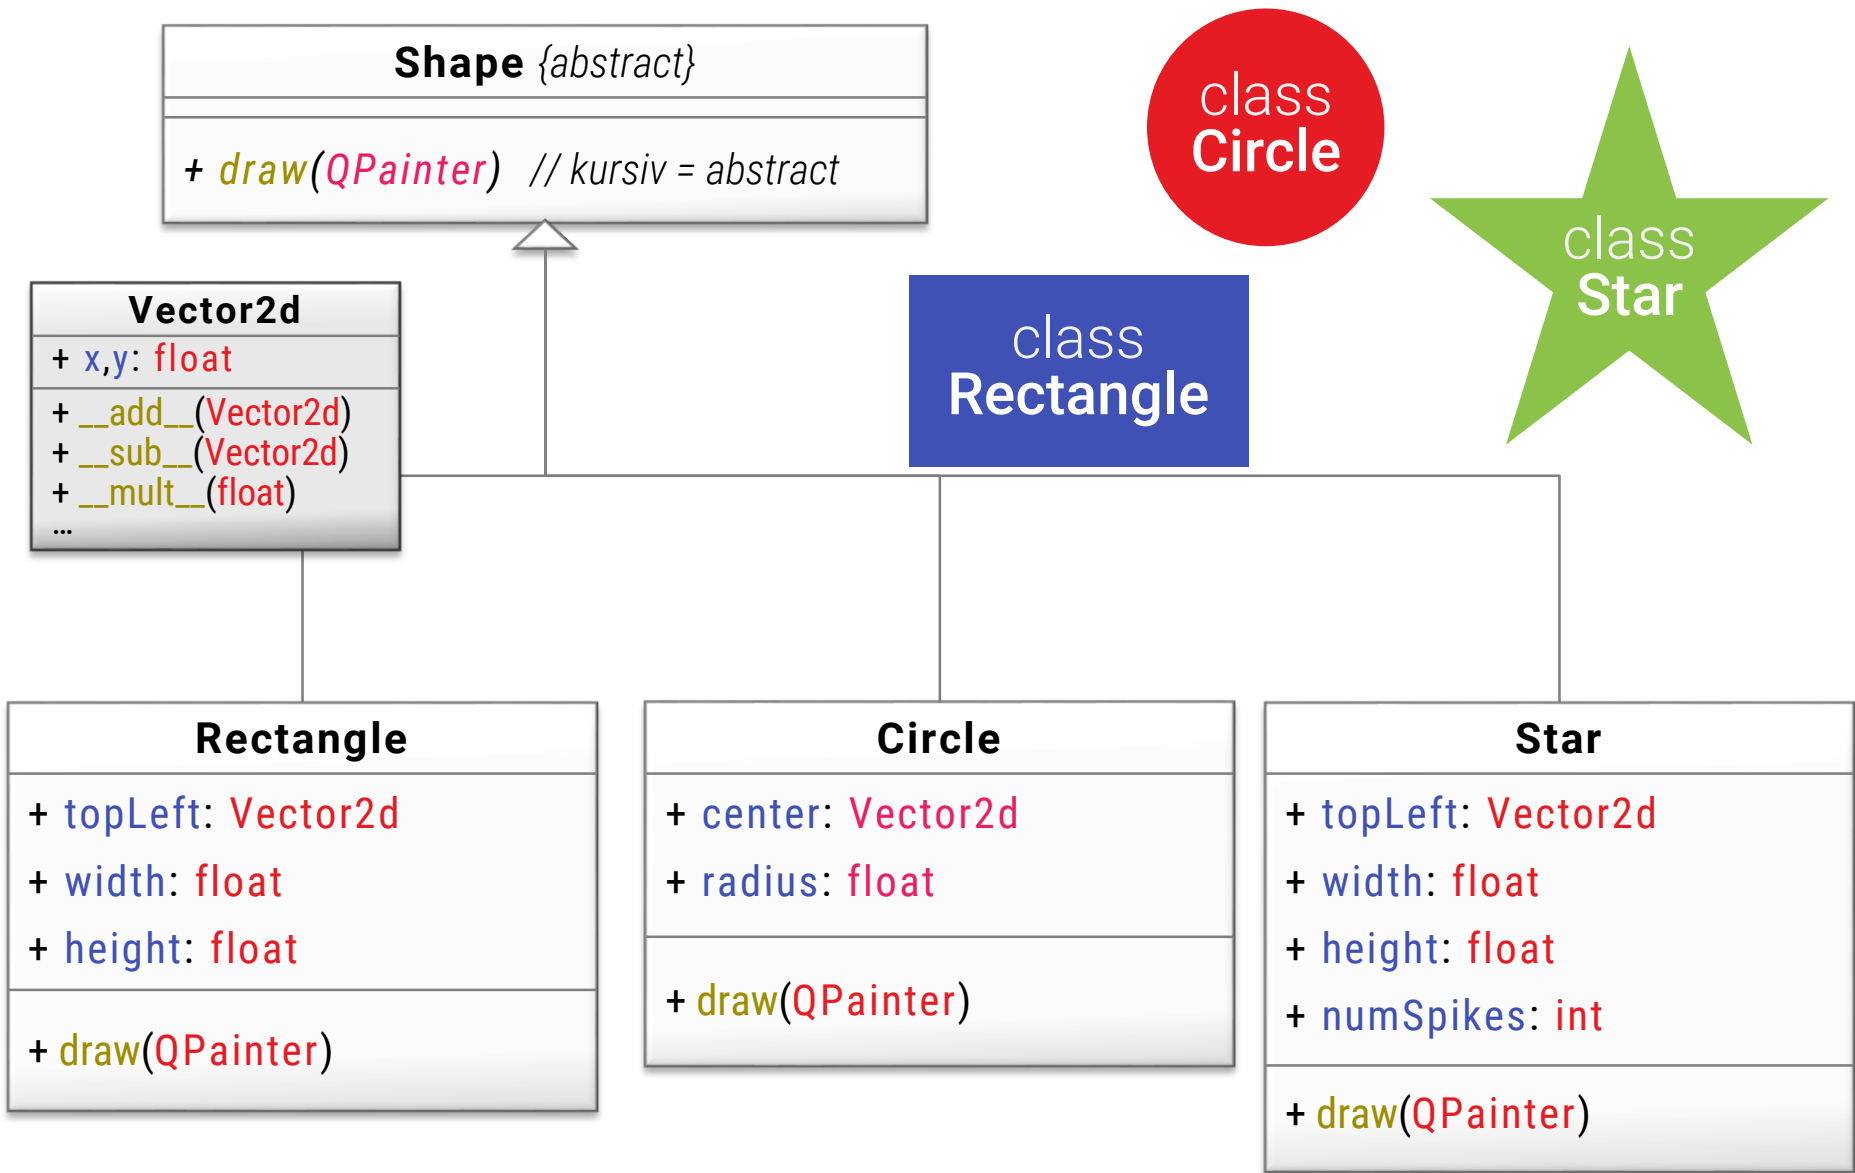 Shape {abstract}
+ draw(QPainter) // kursiv = abstract
class
Circle
class
Star
class
Rectangle
Vector2d
+ x,y: float
+ __add__(Vector2d)
+ __sub__(Vector2d)
+ __mult__(float)
...
Rectangle
+ topLeft: Vector2d
+ width: float
+ height: float
+ draw(QPainter)
Circle
+ center: Vector2d
+ radius: float
+ draw(QPainter)
Star
+ topLeft: Vector2d
+ width: float
+ height: float
+ numSpikes: int
+ draw(QPainter)